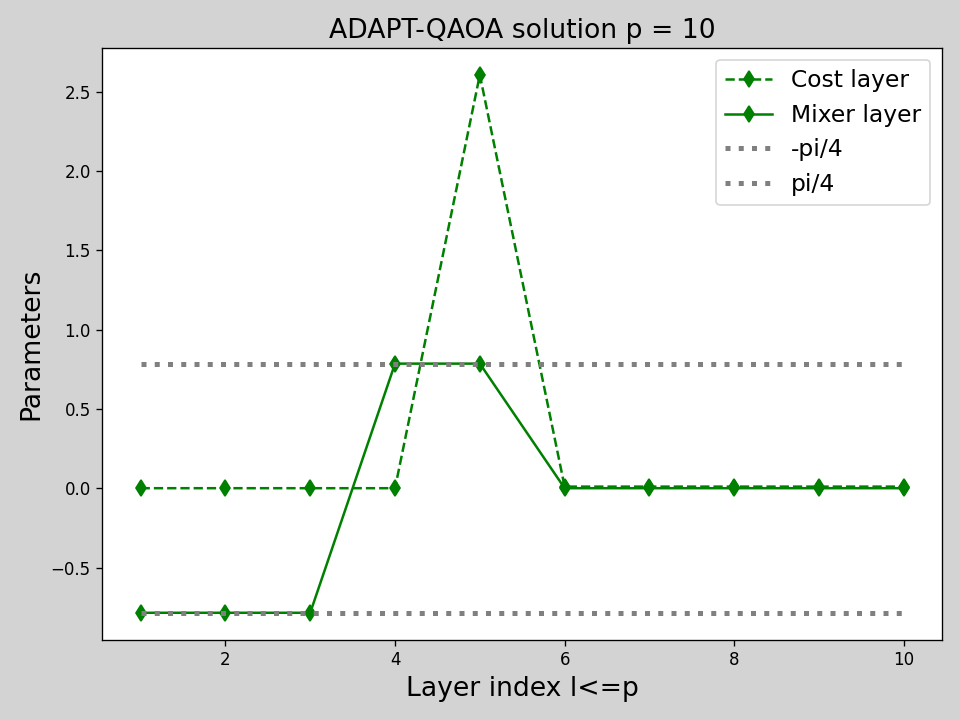 ADAPT-QAOA solution p = 10
Cost layer
Mixer layer
-pi/4
pi/4
Parameters
2.5
2.0
1.5
1.0
0.5
0.0
−0.5
2 4 6 8 10
Layer index l<=p